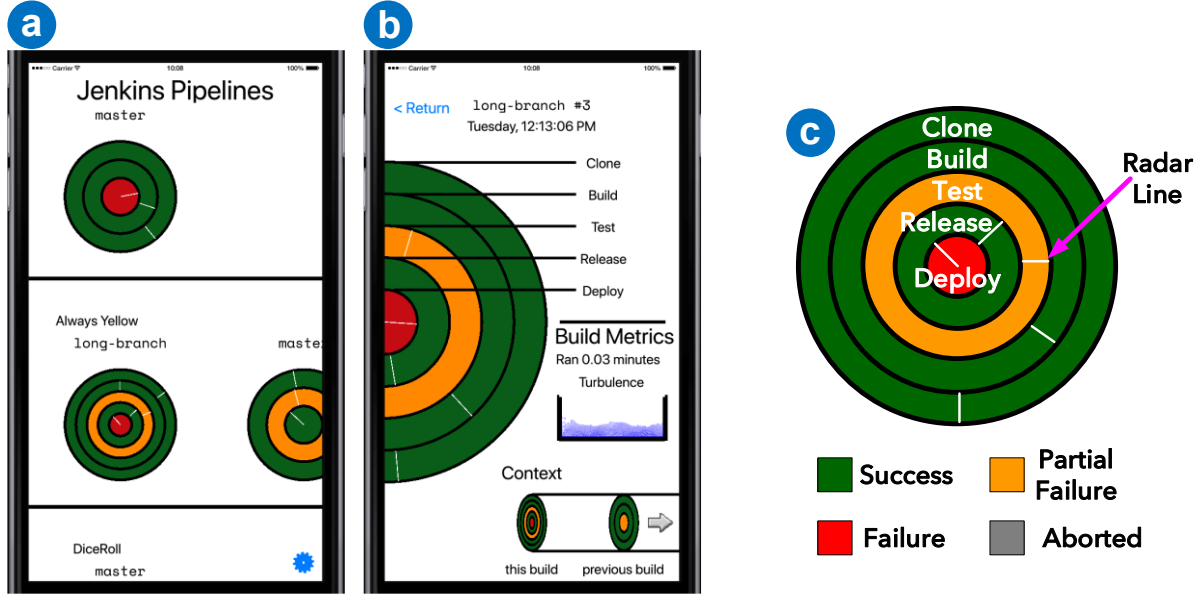 a
Carrier
10:08
100%
Jenkins Pipelines
master
Always Yellow
long-branch
maste
DiceRoll
master
b
Carrier
10:08
100%
< Return
long-branch #3
Tuesday, 12:13:06 PM
Clone
Build
Test
Release
Deploy
Build Metrics
Ran 0.03 minutes
Turbulence
Context
this build
previous build
c
Clone
Build
Test
Release
Deploy
Radar
Line
Success
Partial
Failure
Failure
Aborted